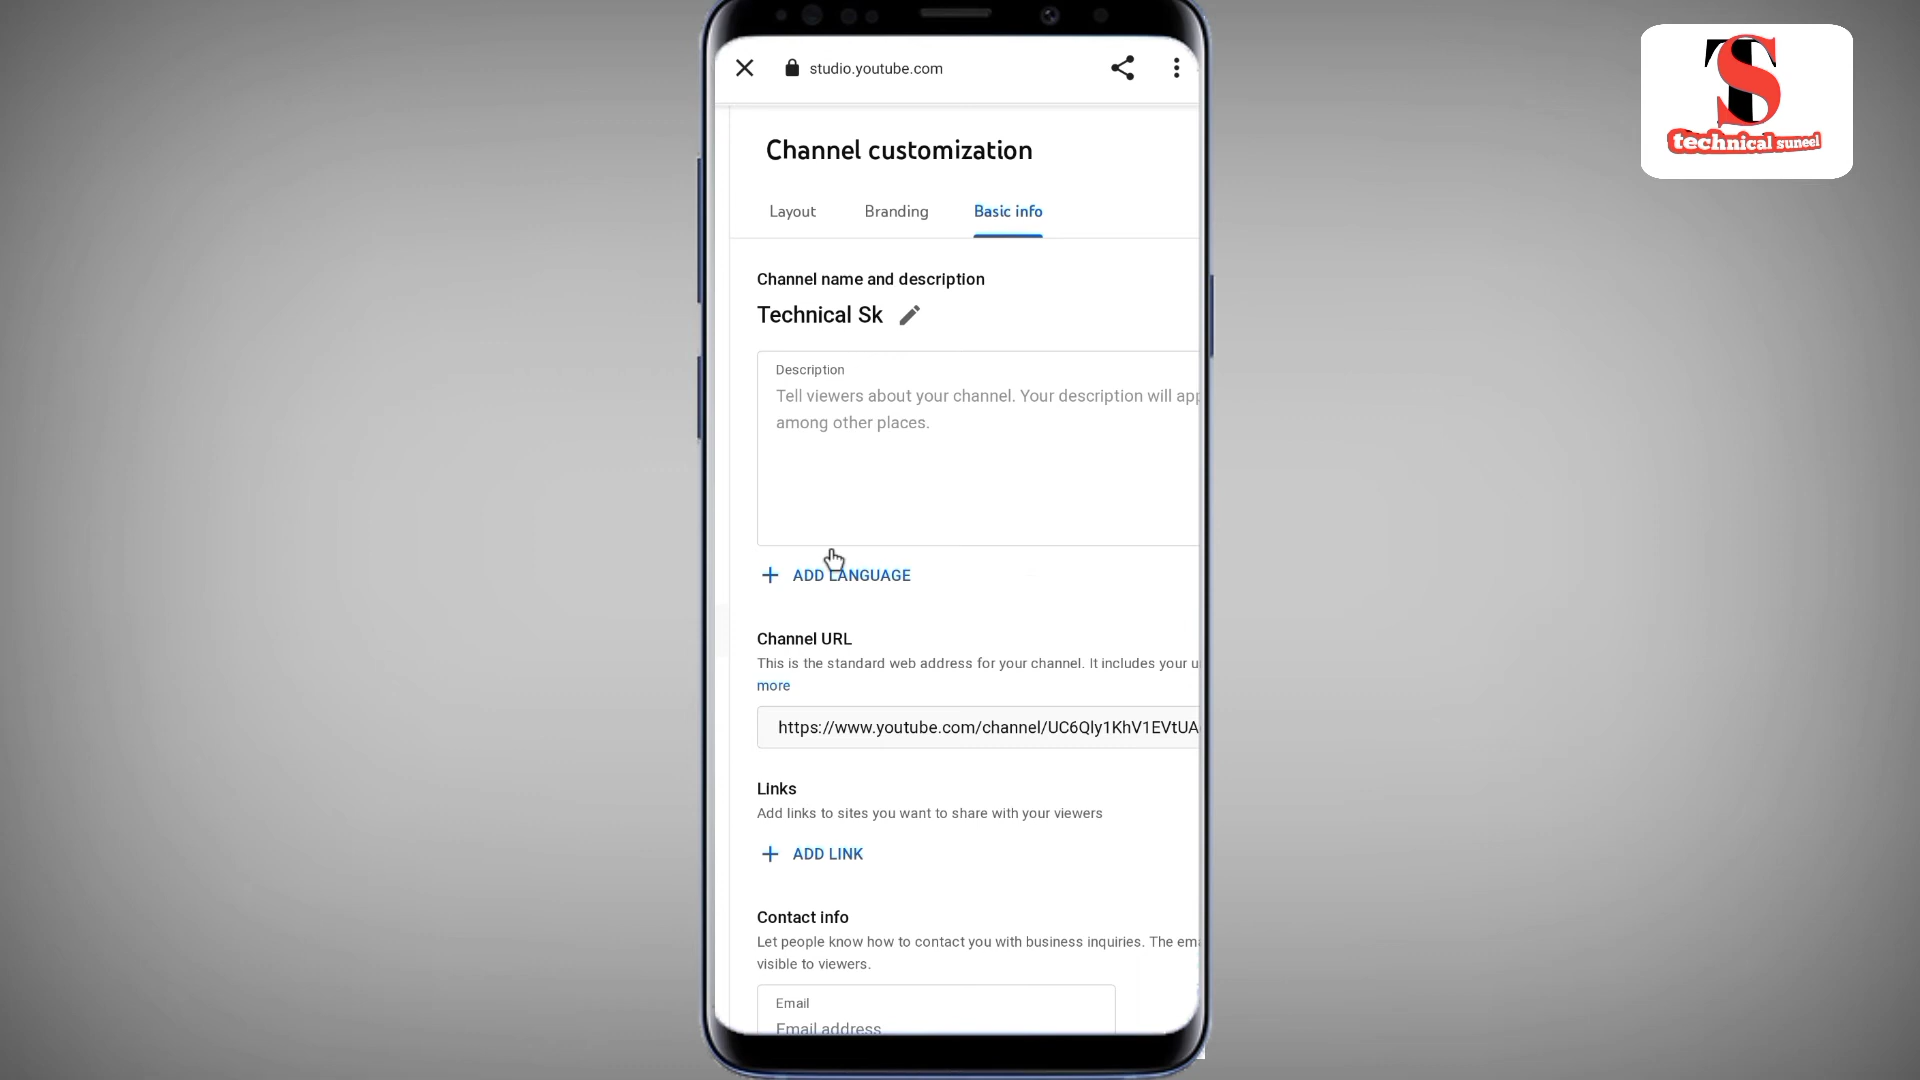 studio.youtube.com
TS
technical suneel
Channel customization
Layout Branding Basic info
Channel name and description
Technical Sk
Description
Tell viewers about your channel. Your description will app
among other places.
+ ADD LANGUAGE
Channel URL
This is the standard web address for your channel. It includes your u
more
https://www.youtube.com/channel/UC6Qly1KhV1EVtUA
Links
Add links to sites you want to share with your viewers
+ ADD LINK
Contact info
Let people know how to contact you with business inquiries. The ema
visible to viewers.
Email
Email address